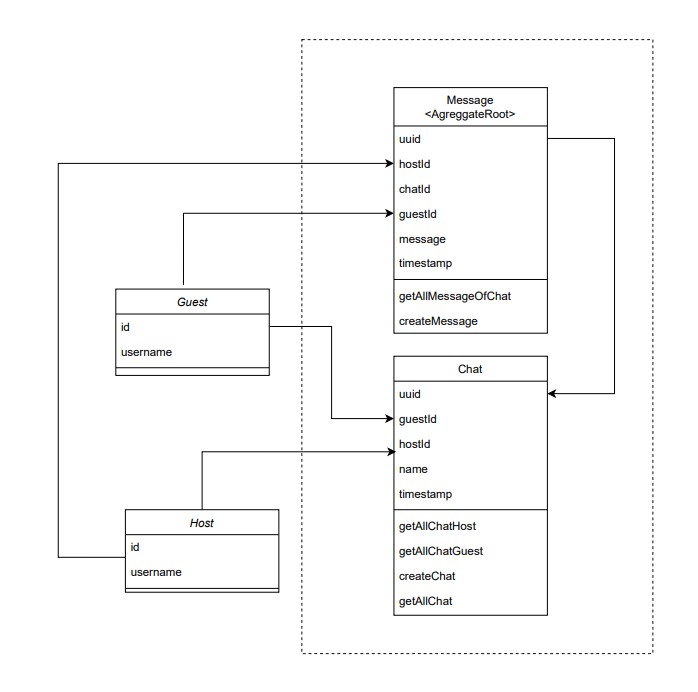 Message
<AgreggateRoot>
uuid
hostId
chatId
guestId
message
timestamp
getAllMessageOfChat
createMessage
Guest
id
username
Chat
uuid
guestId
hostId
name
timestamp
getAllChatHost
getAllChatGuest
createChat
getAllChat
Host
id
username